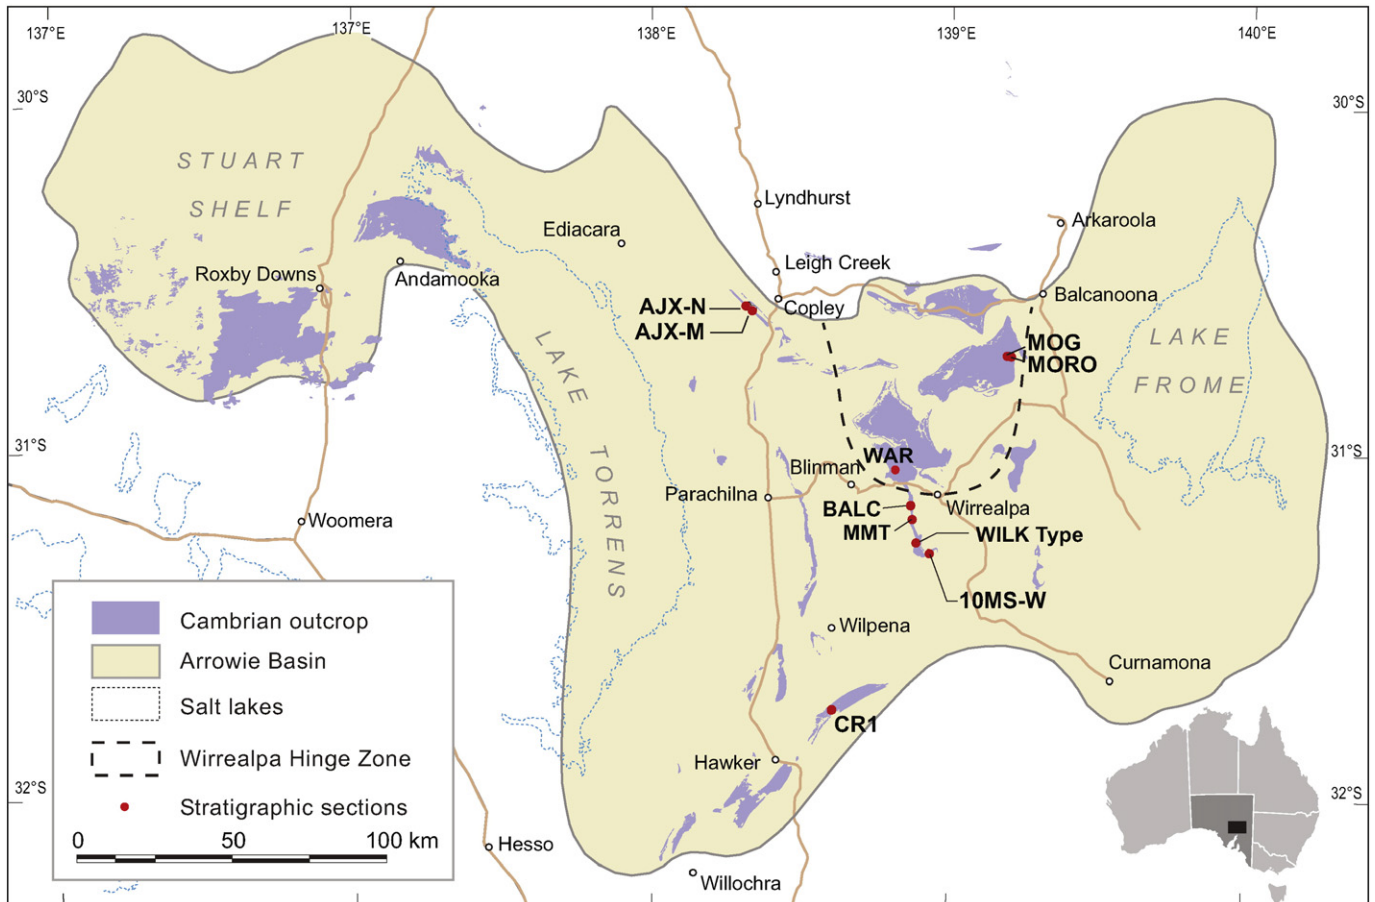 137°E
137°E
138°E
139°E
140°E
30°S
30°S
STUART
SHELF
Lyndhurst
Arkaroola
Ediacara
Roxby Downs
Andamooka
Leigh Creek
Balcanoona
AJX-N
Copley
AJX-M
LAKE
FROME
MOG
MORO
LAKE TORRENS
31°S
31°S
WAR
Blinman
Parachilna
Wirrealpa
BALC
MMT
WILK Type
Woomera
10MS-W
Wilpena
Curnamona
CR1
Hawker
32°S
32°S
Hesso
Willochra
Cambrian outcrop
Arrowie Basin
Salt lakes
Wirrealpa Hinge Zone
Stratigraphic sections
0 50 100 km